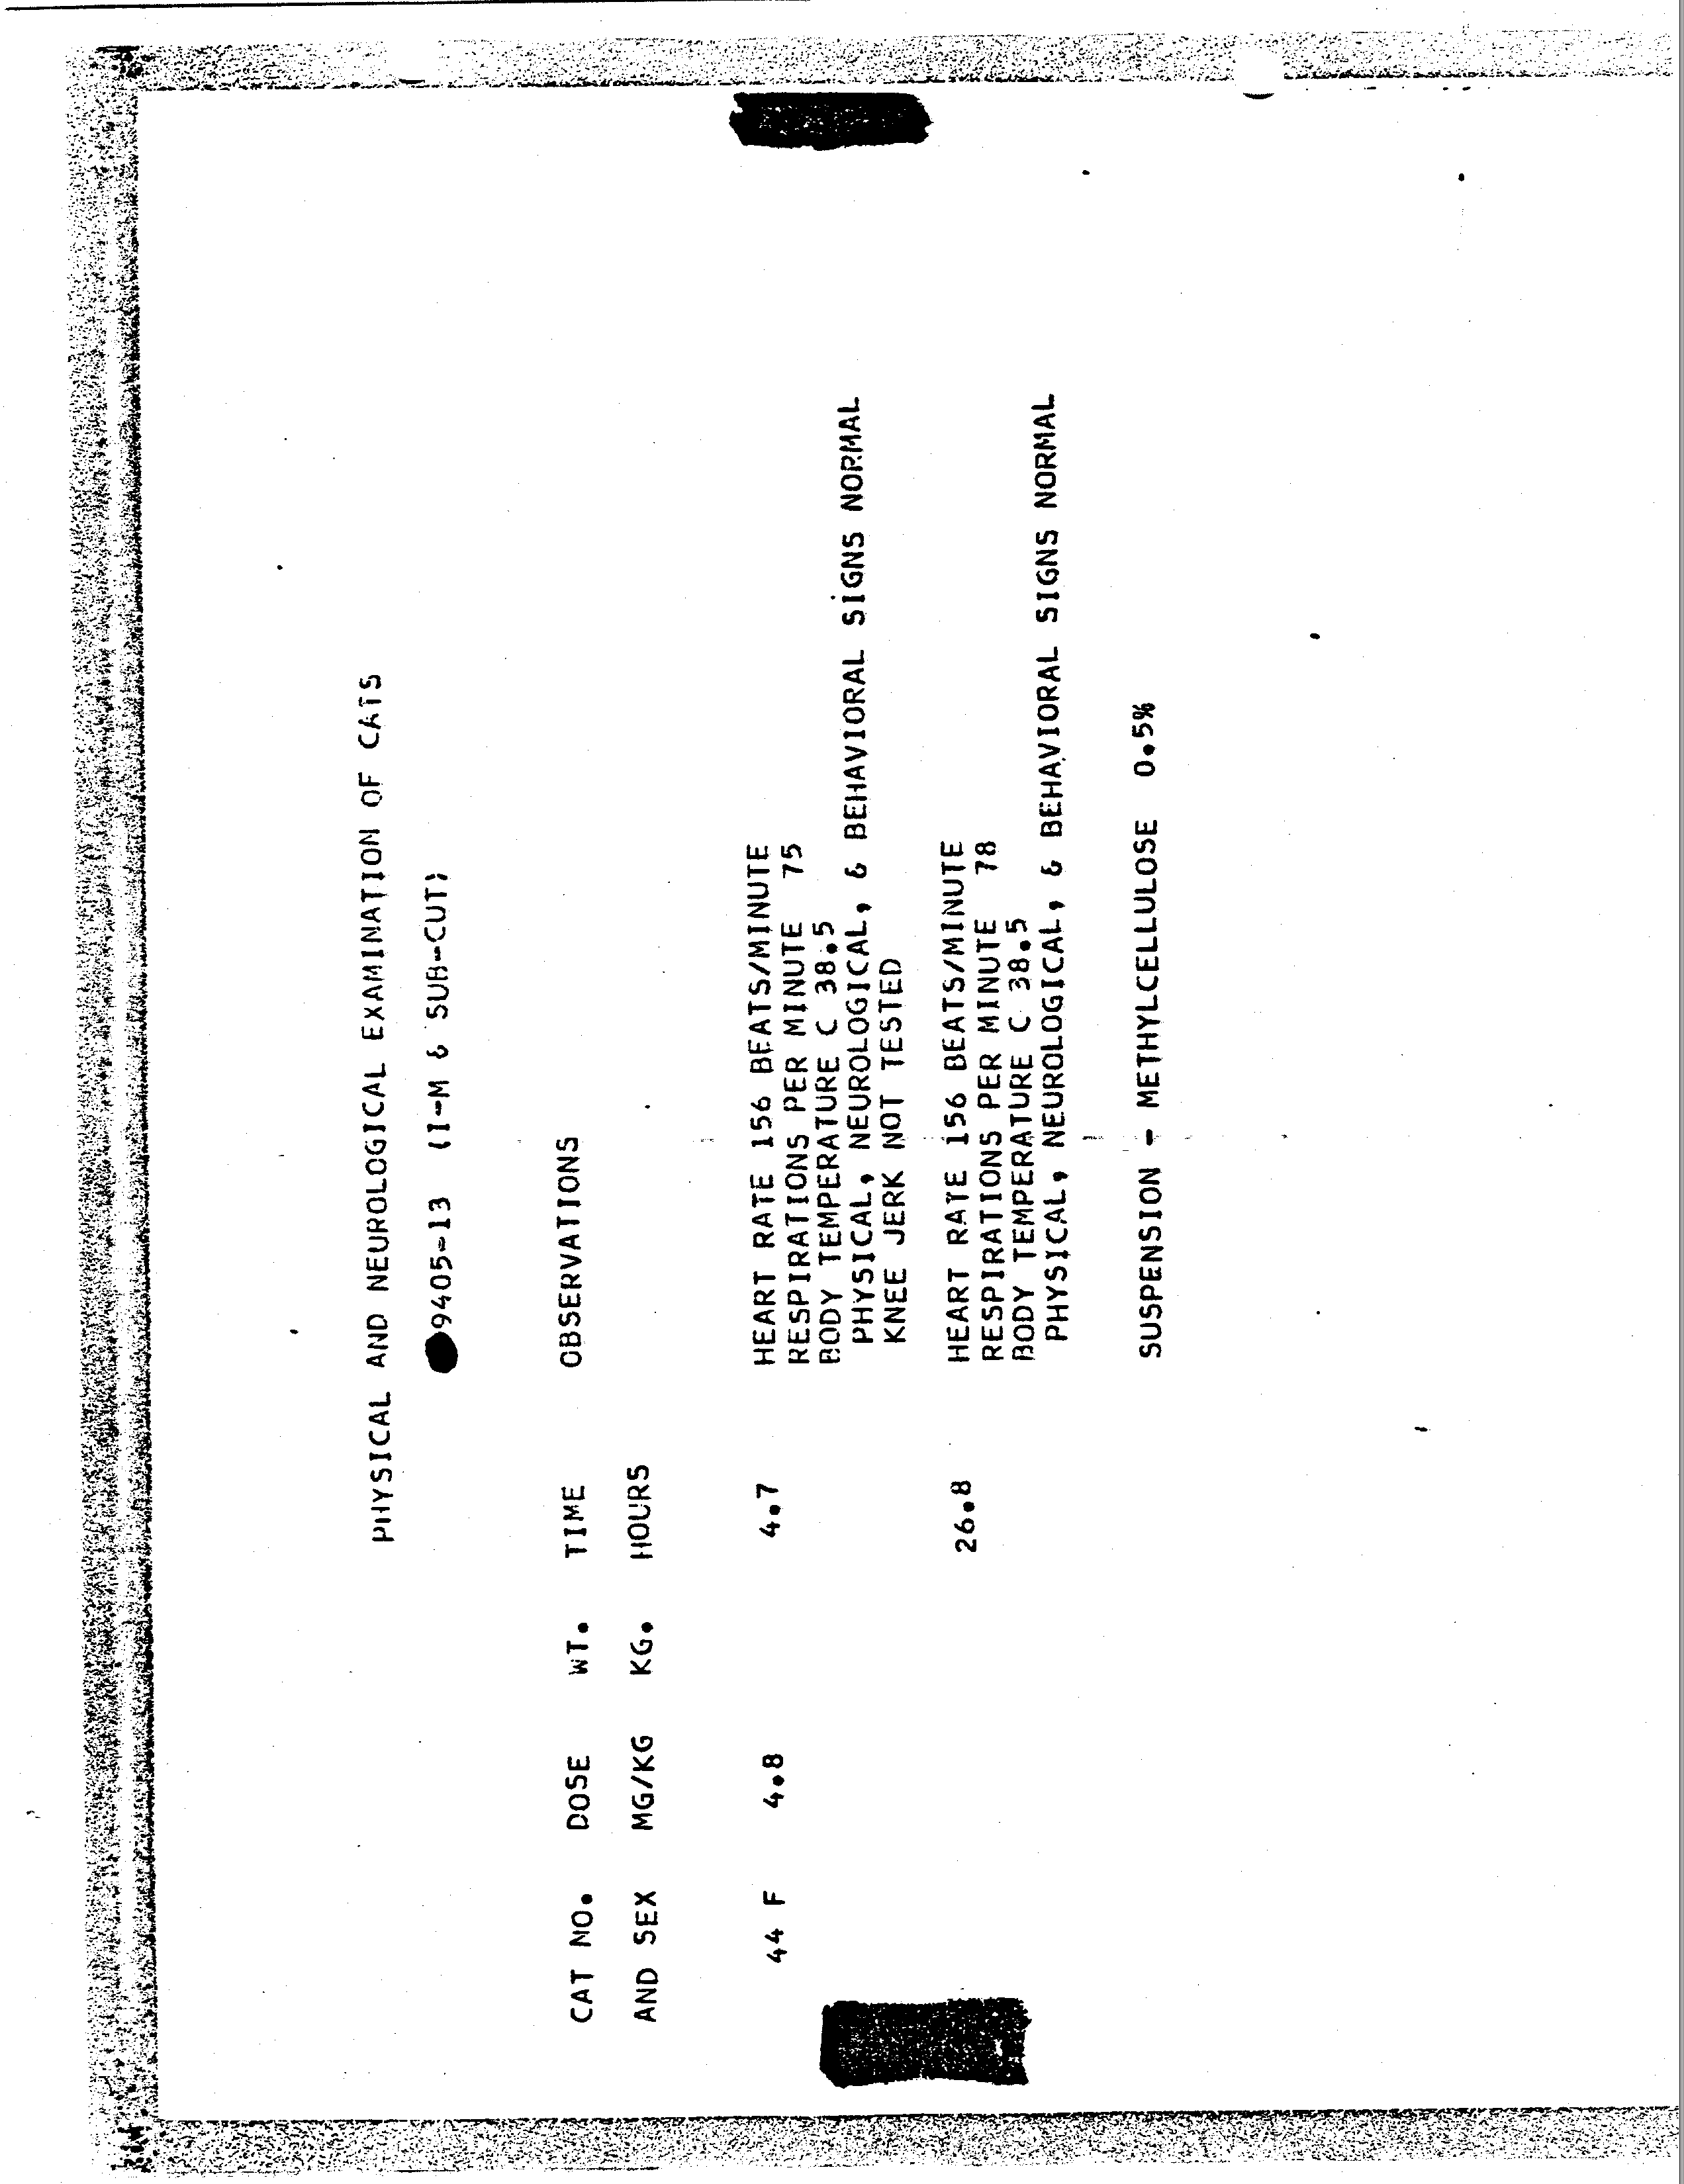 PHYSICAL AND NEUROLOGICAL EXAMINATION OF CATS
9405-13 (I-M & SUB-CUT)
CAT NO. DOSE WT. TIME OBSERVATIONS
AND SEX MG/KG KG. HOURS
44 F 4.8 4.7 HEART RATE 156 BEATS/MINUTE
RESPIRATIONS PER MINUTE 75
BODY TEMPERATURE C 38.5
PHYSICAL, NEUROLOGICAL, & BEHAVIORAL SIGNS NORMAL
KNEE JERK NOT TESTED
26.8 HEART RATE 156 BEATS/MINUTE
RESPIRATIONS PER MINUTE 78
BODY TEMPERATURE C 38.5
PHYSICAL, NEUROLOGICAL, & BEHAVIORAL SIGNS NORMAL
SUSPENSION - METHYLCELLULOSE 0.5%